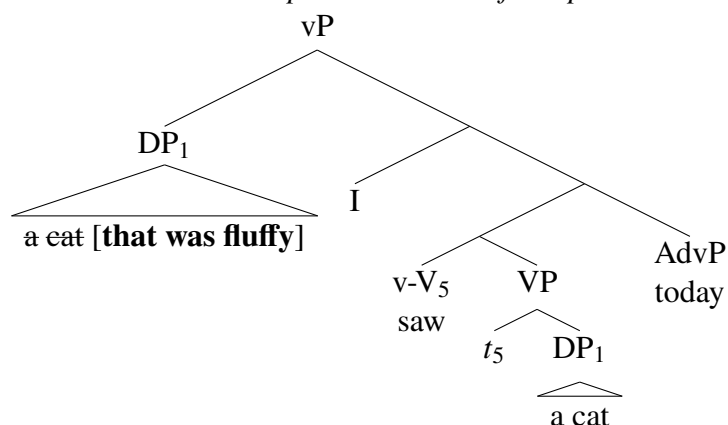 vP
DP₁
I
a cat [that was fluffy]
v-V₅
VP
AdvP
saw
today
t₅
DP₁
a cat